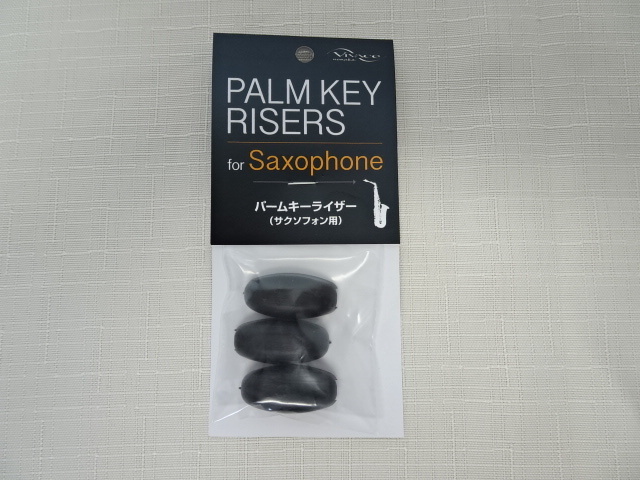 Vivace
PALM KEY
RISERS
for Saxophone
パームキーライザー
（サクソフォン用）